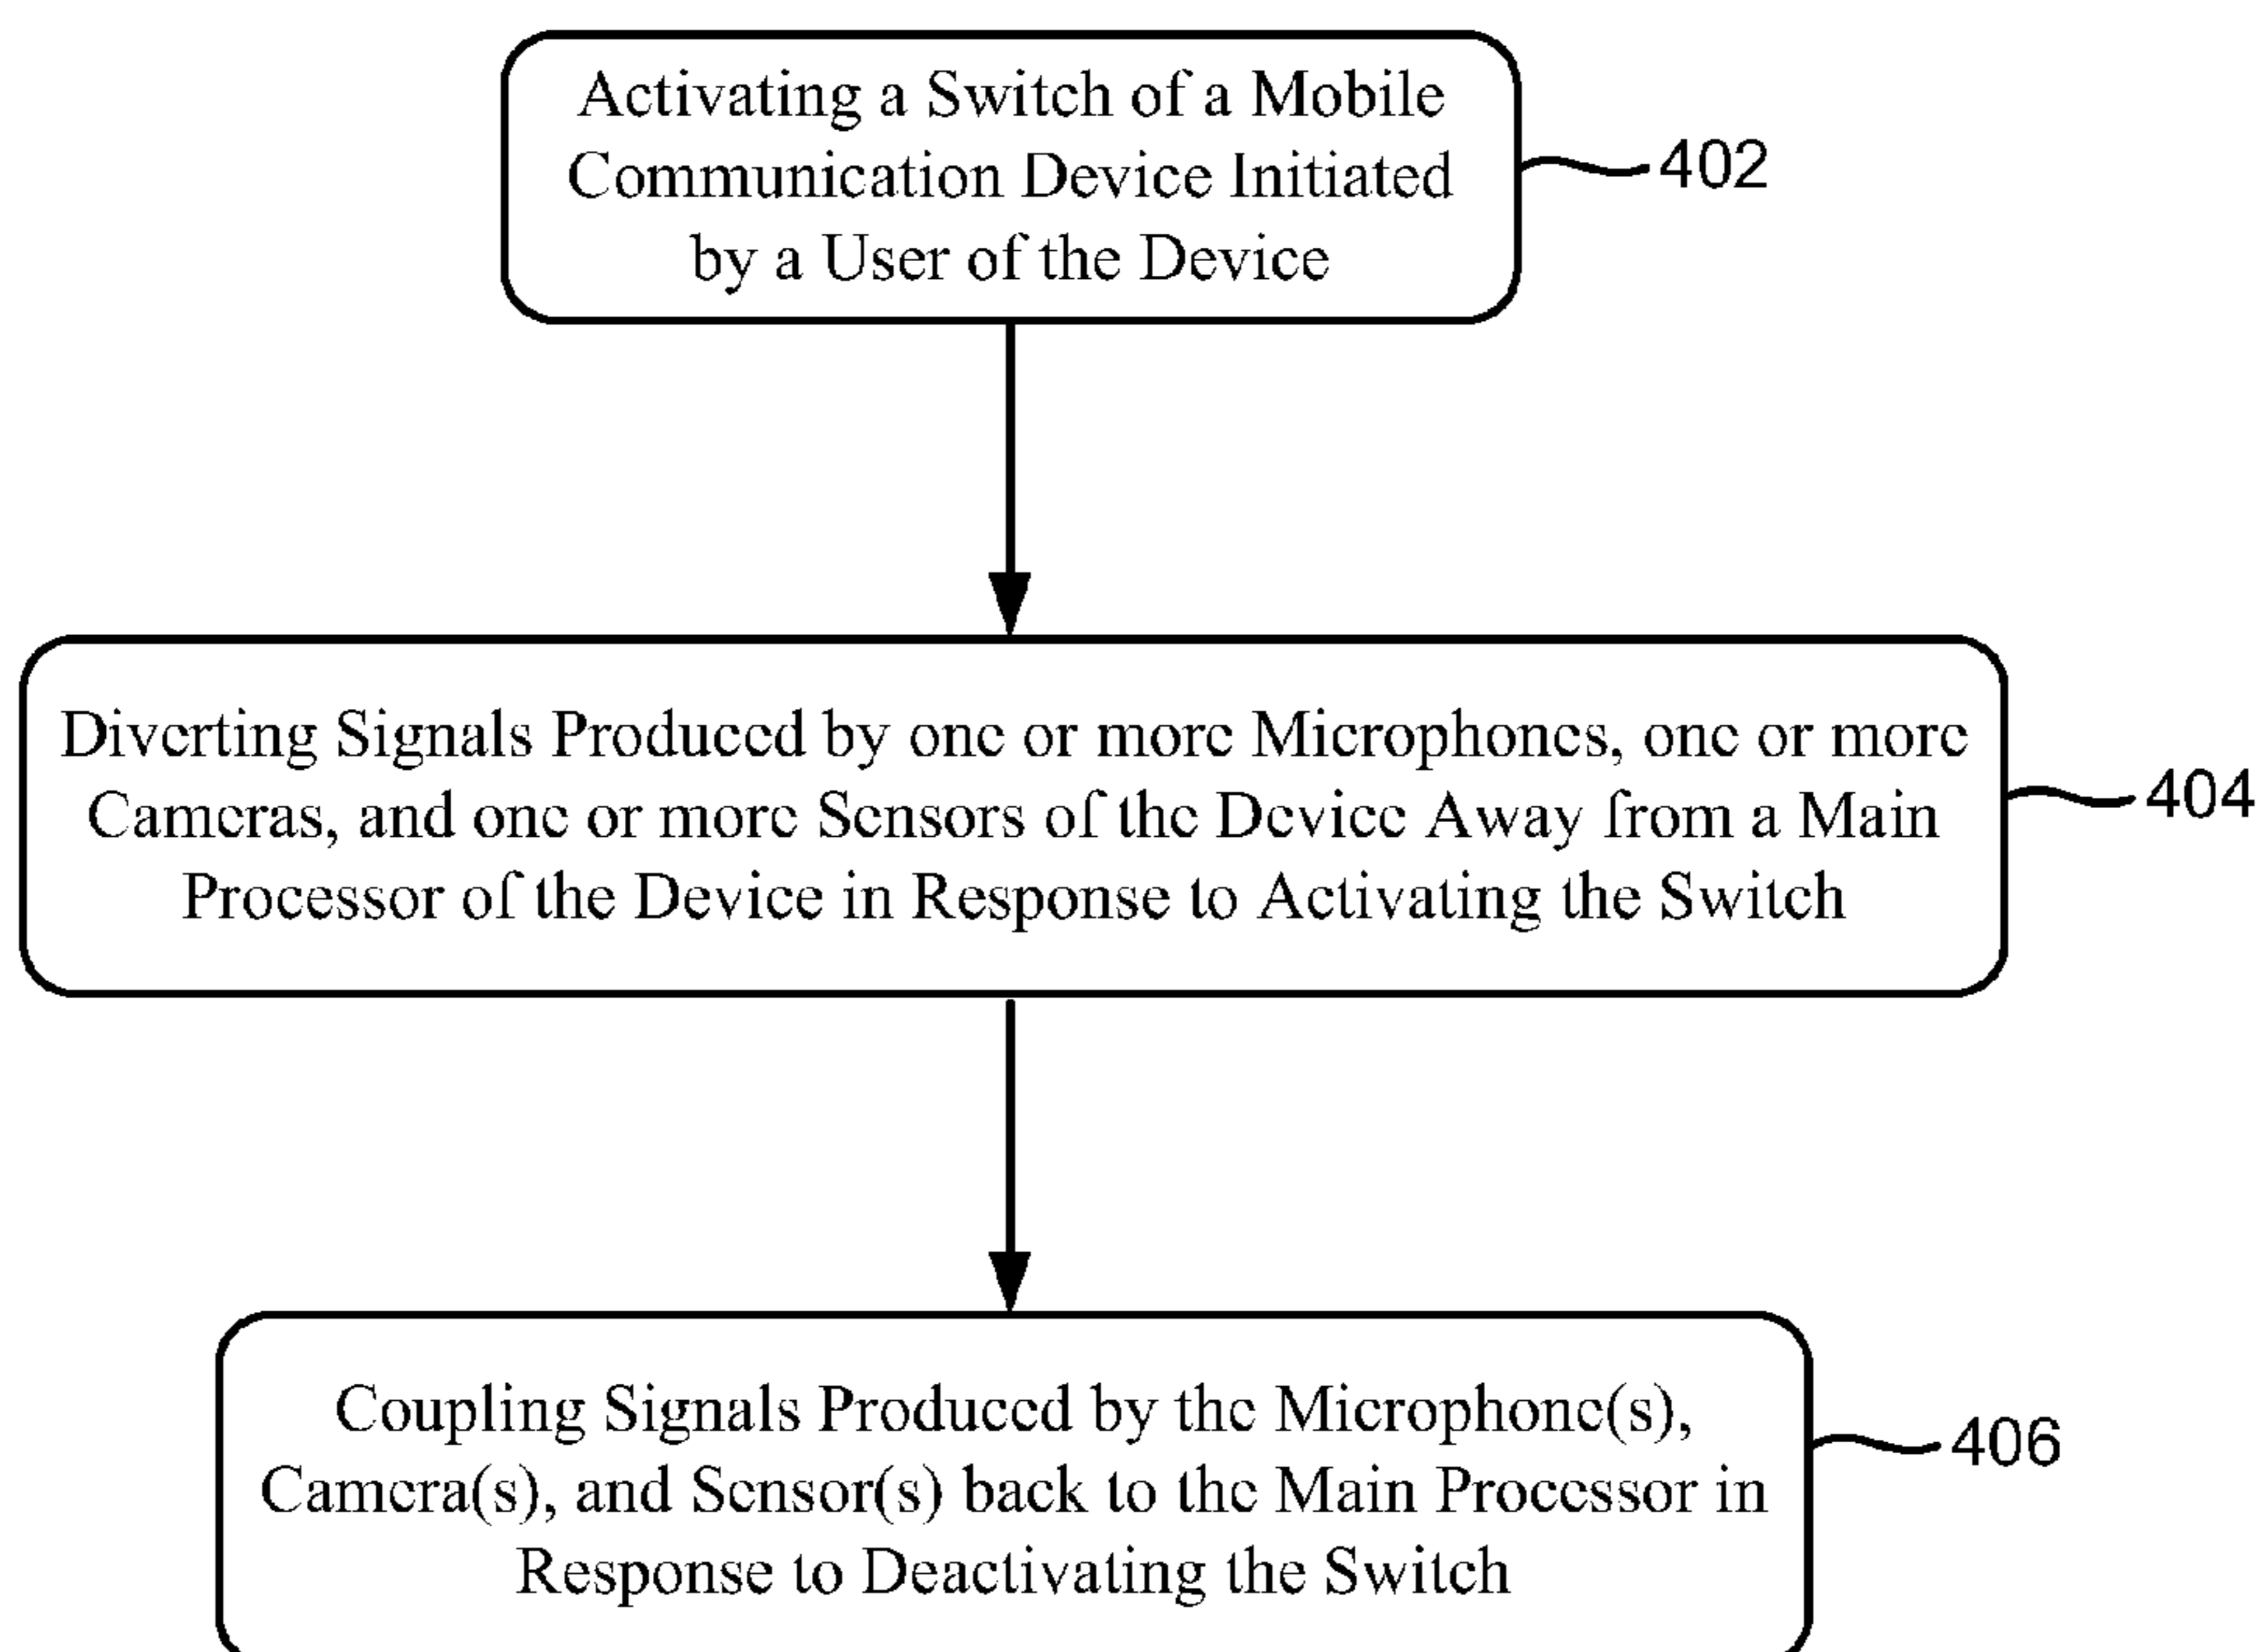 Activating a Switch of a Mobile
Communication Device Initiated
by a User of the Device
402
Diverting Signals Produced by one or more Microphones, one or more
Cameras, and one or more Sensors of the Device Away from a Main
Processor of the Device in Response to Activating the Switch
404
Coupling Signals Produced by the Microphone(s),
Camera(s), and Sensor(s) back to the Main Processor in
Response to Deactivating the Switch
406